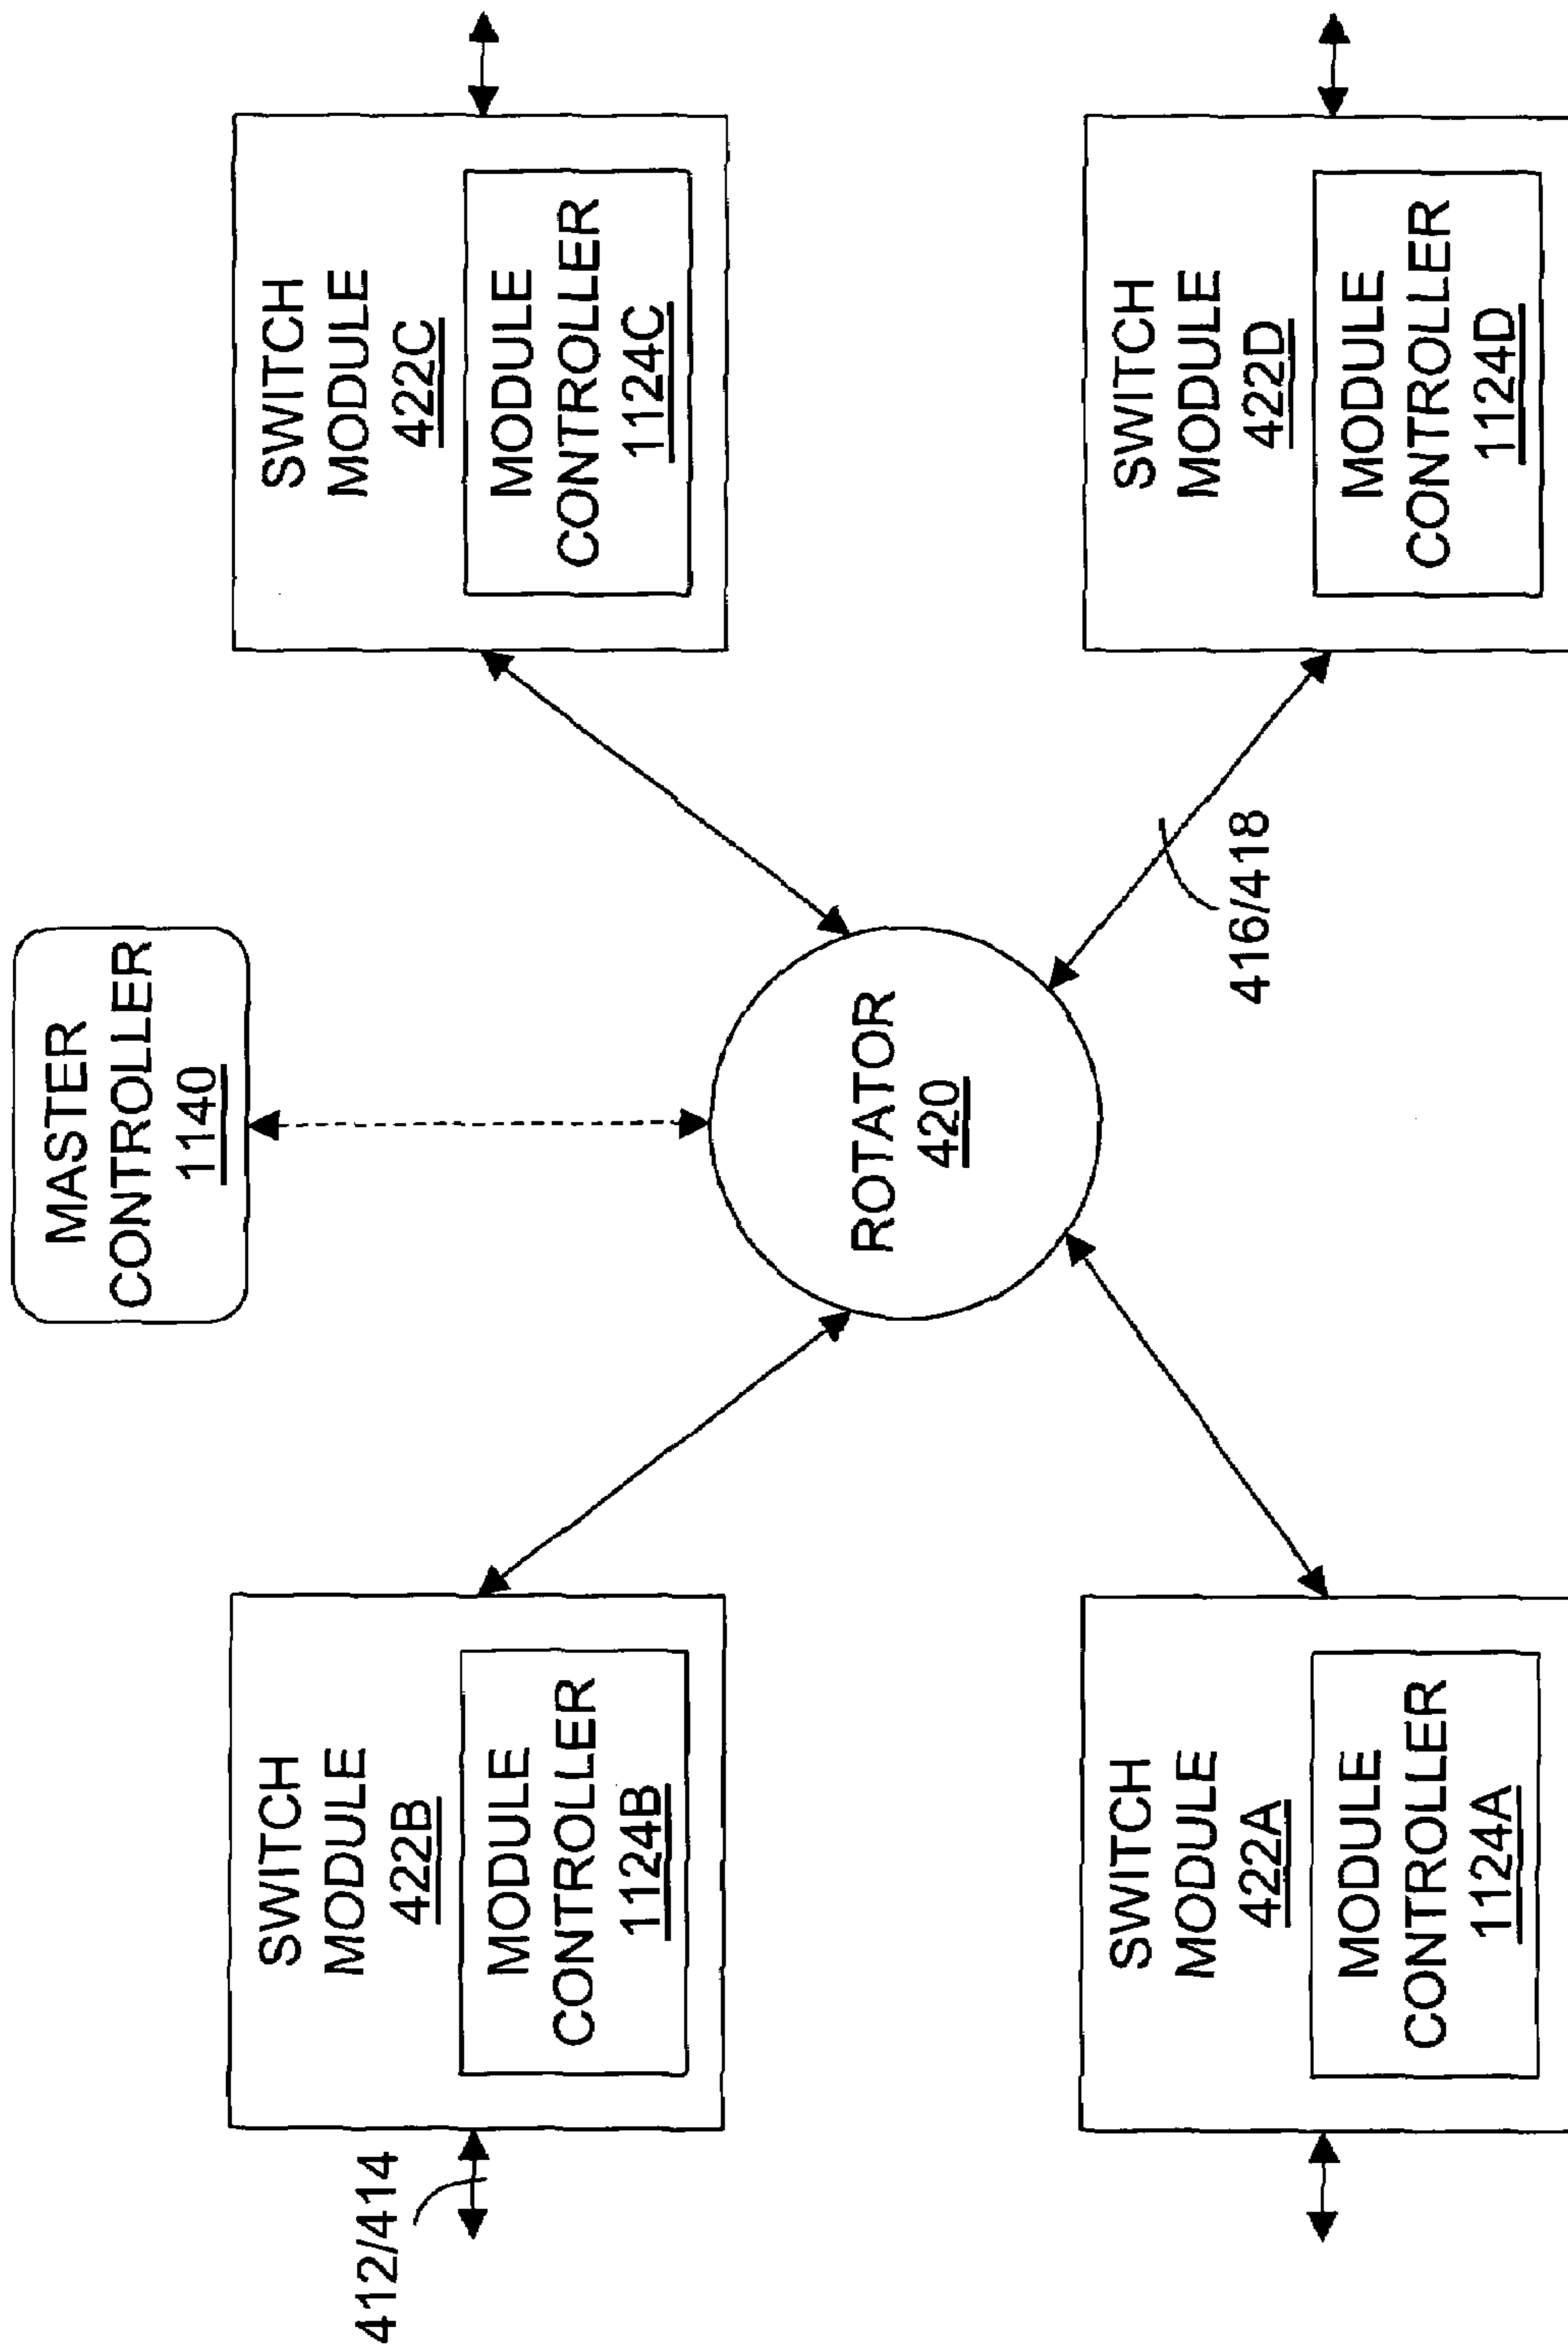 MASTER
CONTROLLER
1140
412/414
SWITCH
MODULE
422B
MODULE
CONTROLLER
1124B
SWITCH
MODULE
422C
MODULE
CONTROLLER
1124C
ROTATOR
420
416/418
SWITCH
MODULE
422A
MODULE
CONTROLLER
1124A
SWITCH
MODULE
422D
MODULE
CONTROLLER
1124D